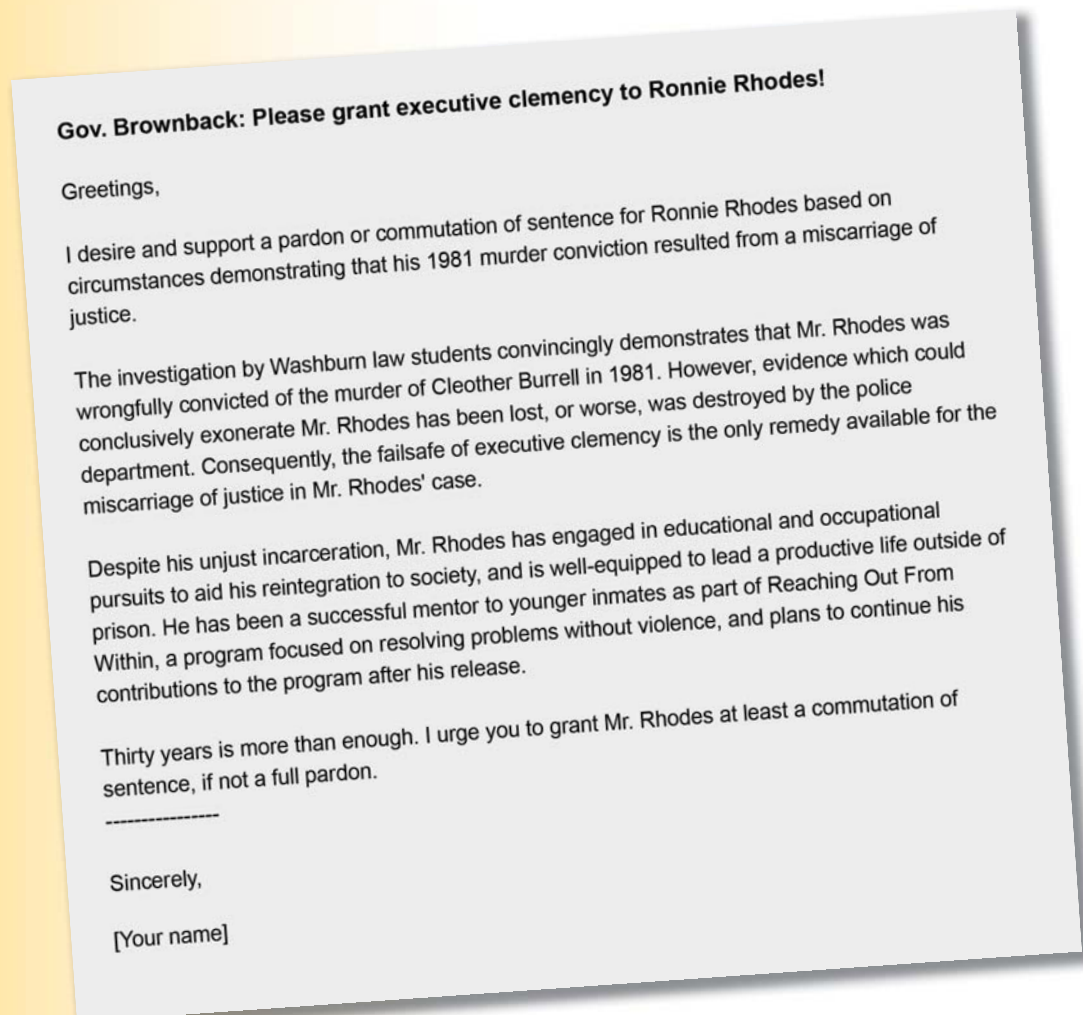 Gov. Brownback: Please grant executive clemency to Ronnie Rhodes!
Greetings,
I desire and support a pardon or commutation of sentence for Ronnie Rhodes based on
circumstances demonstrating that his 1981 murder conviction resulted from a miscarriage of
justice.
The investigation by Washburn law students convincingly demonstrates that Mr. Rhodes was
wrongfully convicted of the murder of Cleother Burrell in 1981. However, evidence which could
conclusively exonerate Mr. Rhodes has been lost, or worse, was destroyed by the police
department. Consequently, the failsafe of executive clemency is the only remedy available for the
miscarriage of justice in Mr. Rhodes' case.
Despite his unjust incarceration, Mr. Rhodes has engaged in educational and occupational
pursuits to aid his reintegration to society, and is well-equipped to lead a productive life outside of
prison. He has been a successful mentor to younger inmates as part of Reaching Out From
Within, a program focused on resolving problems without violence, and plans to continue his
contributions to the program after his release.
Thirty years is more than enough. I urge you to grant Mr. Rhodes at least a commutation of
sentence, if not a full pardon.
----------------
Sincerely,
[Your name]